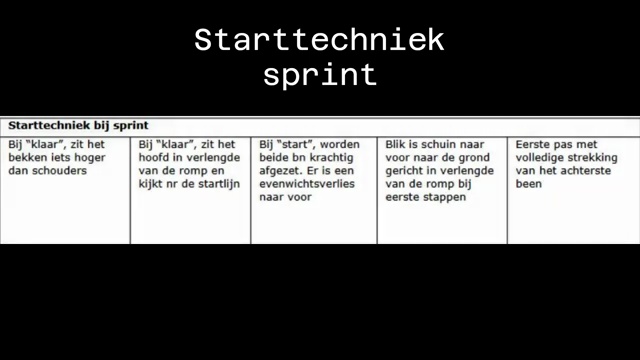 Starttechniek
sprint
Starttechniek bij sprint
Bij “klaar”, zit het
bekken iets hoger
dan schouders
Bij “klaar”, zit het
hoofd in verlengde
van de romp en
kijkt nr de startlijn
Bij “start”, worden
beide bn krachtig
afgezet. Er is een
evenwichtsverlies
naar voor
Blik is schuin naar
voor naar de grond
gericht in verlengde
van de romp bij
eerste stappen
Eerste pas met
volledige strekking
van het achterste
been